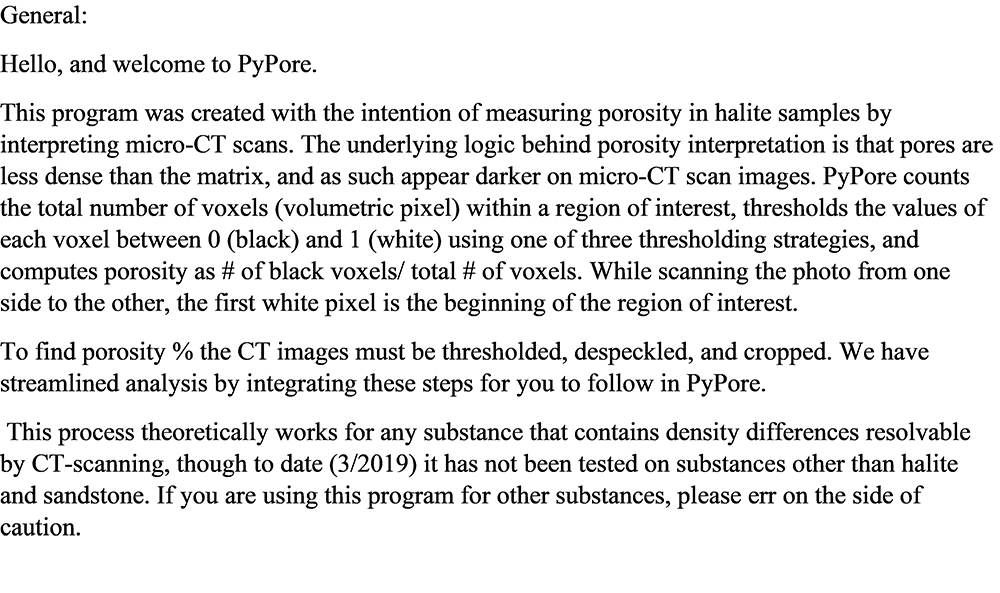 General:
Hello, and welcome to PyPore.
This program was created with the intention of measuring porosity in halite samples by
interpreting micro-CT scans. The underlying logic behind porosity interpretation is that pores are
less dense than the matrix, and as such appear darker on micro-CT scan images. PyPore counts
the total number of voxels (volumetric pixel) within a region of interest, thresholds the values of
each voxel between 0 (black) and 1 (white) using one of three thresholding strategies, and
computes porosity as # of black voxels/ total # of voxels. While scanning the photo from one
side to the other, the first white pixel is the beginning of the region of interest.
To find porosity % the CT images must be thresholded, despeckled, and cropped. We have
streamlined analysis by integrating these steps for you to follow in PyPore.
This process theoretically works for any substance that contains density differences resolvable
by CT-scanning, though to date (3/2019) it has not been tested on substances other than halite
and sandstone. If you are using this program for other substances, please err on the side of
caution.